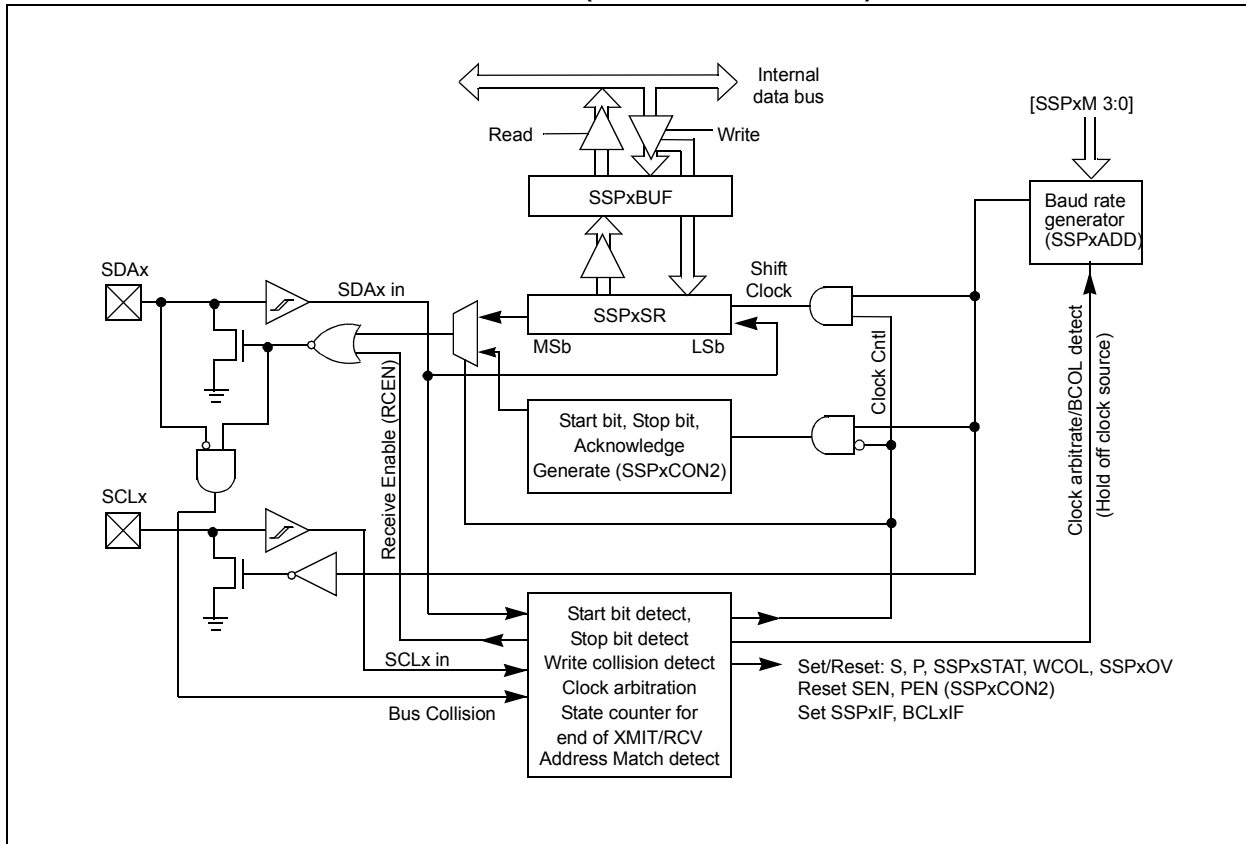 Internal
data bus
[SSPxM 3:0]
Read
Write
SSPxBUF
Baud rate
generator
(SSPxADD)
SDAx
SDAx in
Shift
Clock
SSPxSR
MSb
LSb
Clock Cntl
Receive Enable (RCEN)
Start bit, Stop bit,
Acknowledge
Generate (SSPxCON2)
Clock arbitrate/BCOL detect
(Hold off clock source)
SCLx
SCLx in
Bus Collision
Start bit detect,
Stop bit detect
Write collision detect
Clock arbitration
State counter for
end of XMIT/RCV
Address Match detect
Set/Reset: S, P, SSPxSTAT, WCOL, SSPxOV
Reset SEN, PEN (SSPxCON2)
Set SSPxIF, BCLxIF